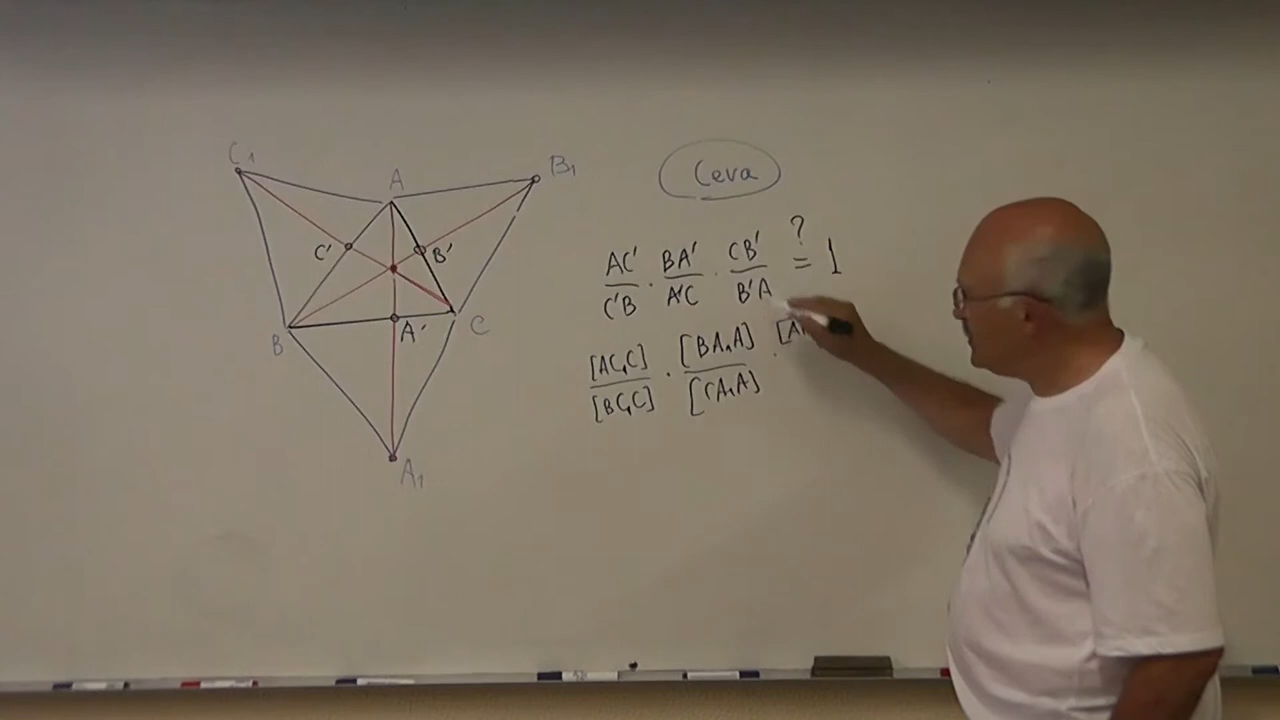 C₁
A
B₁
Ceva
C'
B'
AC'/C'B · BA'/A'C · CB'/B'A ≟ 1
B
A'
C
[AC₁C]/[BC₁C] · [BA₁A]/[CA₁A] ·
A₁